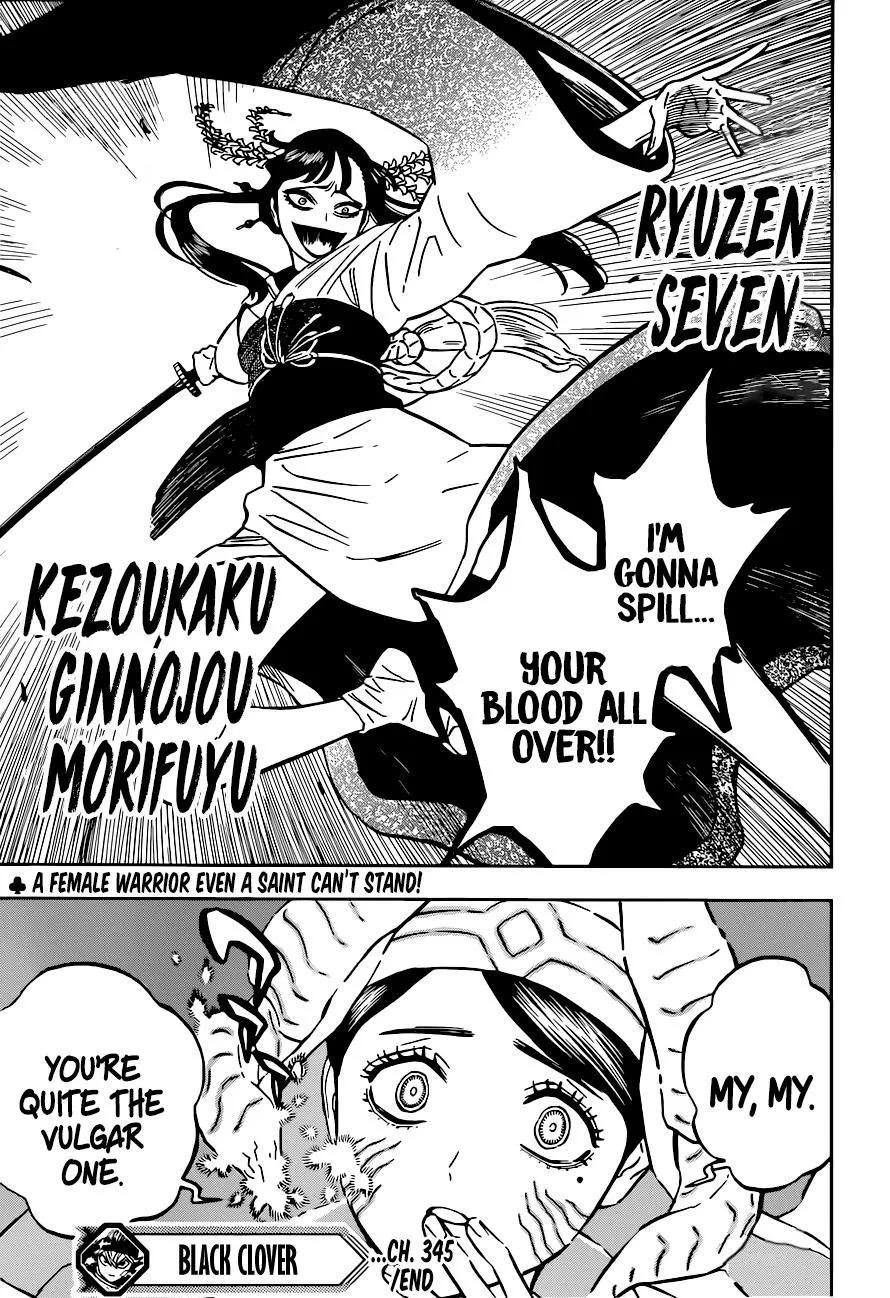 RYUZEN
SEVEN
I'M
GONNA
SPILL...
YOUR
BLOOD ALL
OVER!!
KEZOUKAKU
GINNOJOU
MORIFUYU
♣ A FEMALE WARRIOR EVEN A SAINT CAN'T STAND!
MY, MY.
YOU'RE
QUITE THE
VULGAR
ONE.
BLACK CLOVER
...CH. 345
/END